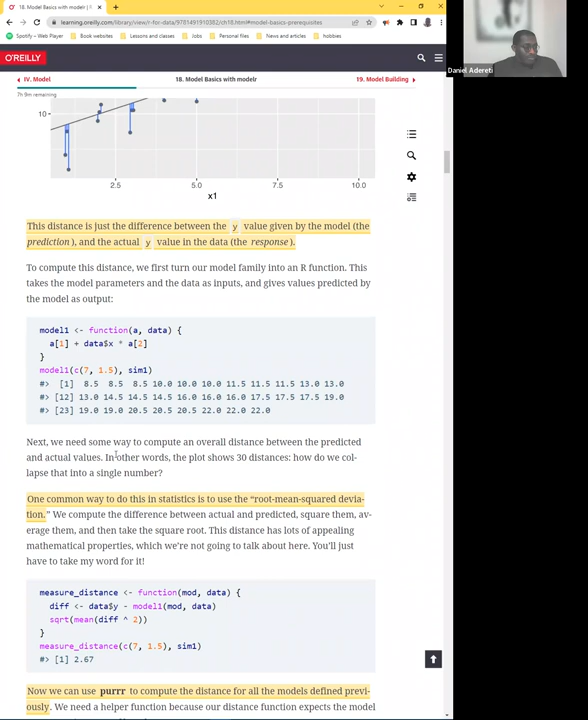 18. Model Basics with modelr | R
learning.oreilly.com/library/view/r-for-data/9781491910382/ch18.html#model-basics-prerequisites
Spotify – Web Player
Book websites
Lessons and classes
Jobs
Personal files
News and articles
hobbies
O'REILLY
Daniel Adereti
IV. Model
18. Model Basics with modelr
19. Model Building
7h 9m remaining
10
2.5 5.0 7.5 10.0
x1
This distance is just the difference between the y value given by the model (the
prediction), and the actual y value in the data (the response).
To compute this distance, we first turn our model family into an R function. This
takes the model parameters and the data as inputs, and gives values predicted by
the model as output:
model1 <- function(a, data) {
a[1] + data$x * a[2]
}
model1(c(7, 1.5), sim1)
#> [1] 8.5 8.5 8.5 10.0 10.0 10.0 11.5 11.5 11.5 13.0 13.0
#> [12] 13.0 14.5 14.5 14.5 16.0 16.0 16.0 17.5 17.5 17.5 19.0
#> [23] 19.0 19.0 20.5 20.5 20.5 22.0 22.0 22.0
Next, we need some way to compute an overall distance between the predicted
and actual values. In other words, the plot shows 30 distances: how do we col-
lapse that into a single number?
One common way to do this in statistics is to use the “root-mean-squared devia-
tion.” We compute the difference between actual and predicted, square them, av-
erage them, and then take the square root. This distance has lots of appealing
mathematical properties, which we're not going to talk about here. You'll just
have to take my word for it!
measure_distance <- function(mod, data) {
diff <- data$y - model1(mod, data)
sqrt(mean(diff ^ 2))
}
measure_distance(c(7, 1.5), sim1)
#> [1] 2.67
Now we can use purrr to compute the distance for all the models defined previ-
ously. We need a helper function because our distance function expects the model